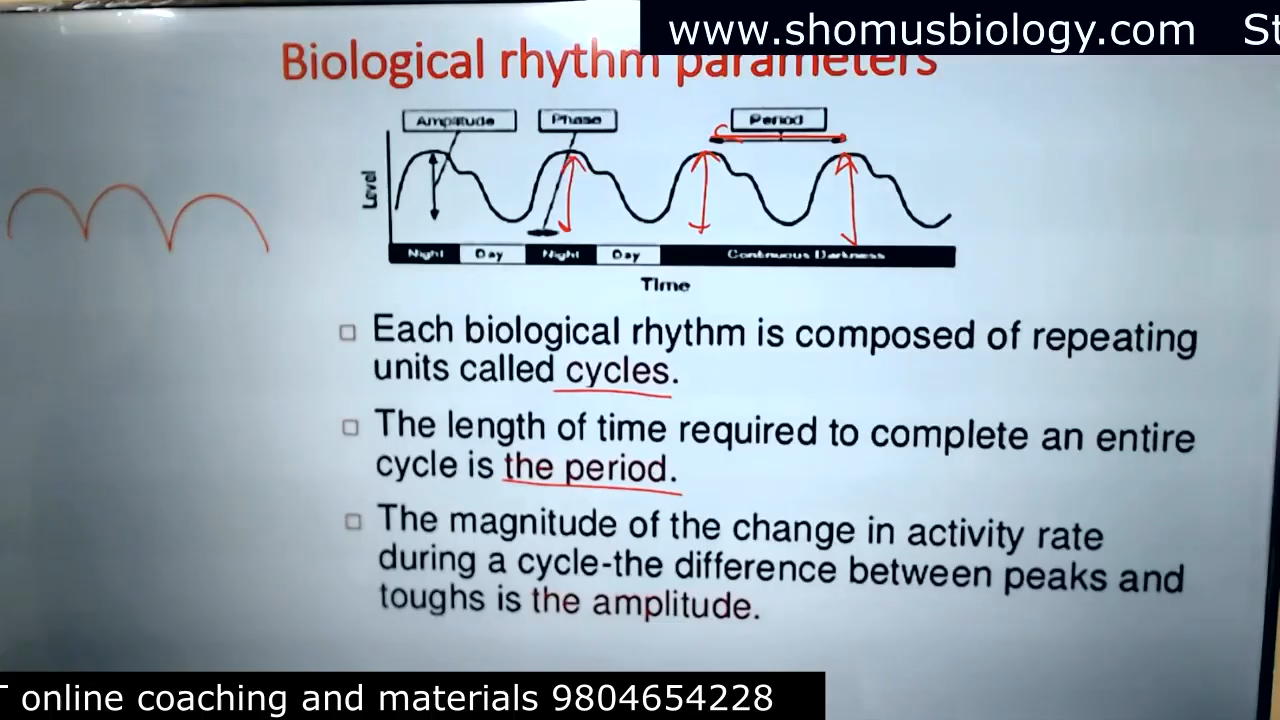 www.shomusbiology.com St
Biological rhythm parameters
Amplitude Phase Period
Level
Night Day Night Day Continuous Darkness
Time
Each biological rhythm is composed of repeating
units called cycles.
The length of time required to complete an entire
cycle is the period.
The magnitude of the change in activity rate
during a cycle-the difference between peaks and
toughs is the amplitude.
online coaching and materials 9804654228